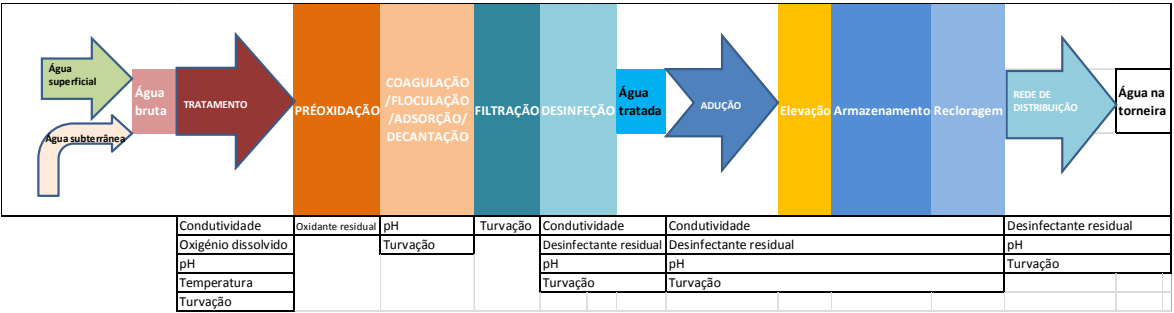 Água
superficial
Água subterrânea
Água
bruta
TRATAMENTO
PRÉOXIDAÇÃO
COAGULAÇÃO
/FLOCULAÇÃO
/ADSORÇÃO/
DECANTAÇÃO
FILTRAÇÃO
DESINFEÇÃO
Água
tratada
ADUÇÃO
Elevação
Armazenamento
Recloragem
REDE DE
DISTRIBUIÇÃO
Água na
torneira
Condutividade
Oxigénio dissolvido
pH
Temperatura
Turvação
Oxidante residual
pH
Turvação
Turvação
Condutividade
Desinfectante residual
pH
Turvação
Condutividade
Desinfectante residual
pH
Turvação
Desinfectante residual
pH
Turvação